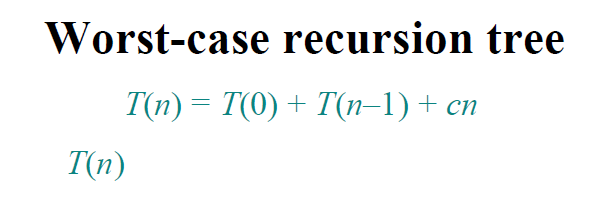 Worst-case recursion tree
T(n) = T(0) + T(n–1) + cn
T(n)